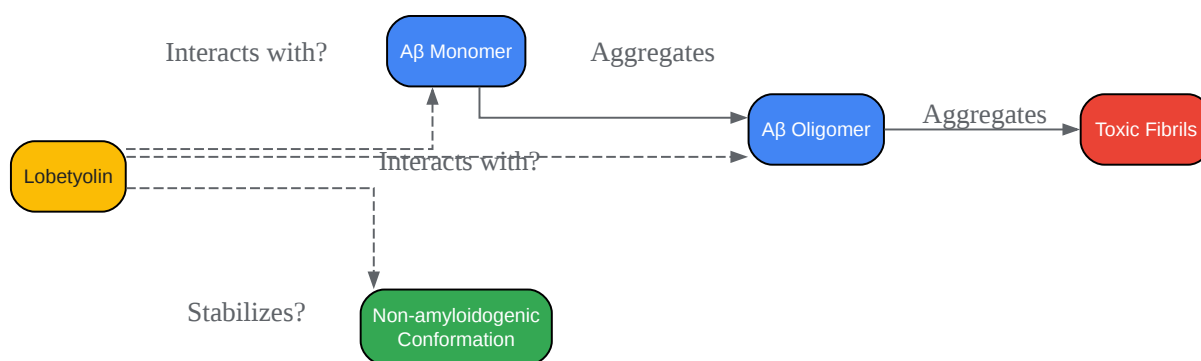 Interacts with?
Aβ Monomer
Aggregates
Aβ Oligomer
Aggregates
Toxic Fibrils
Lobetyolin
Interacts with?
Stabilizes?
Non-amyloidogenic
Conformation